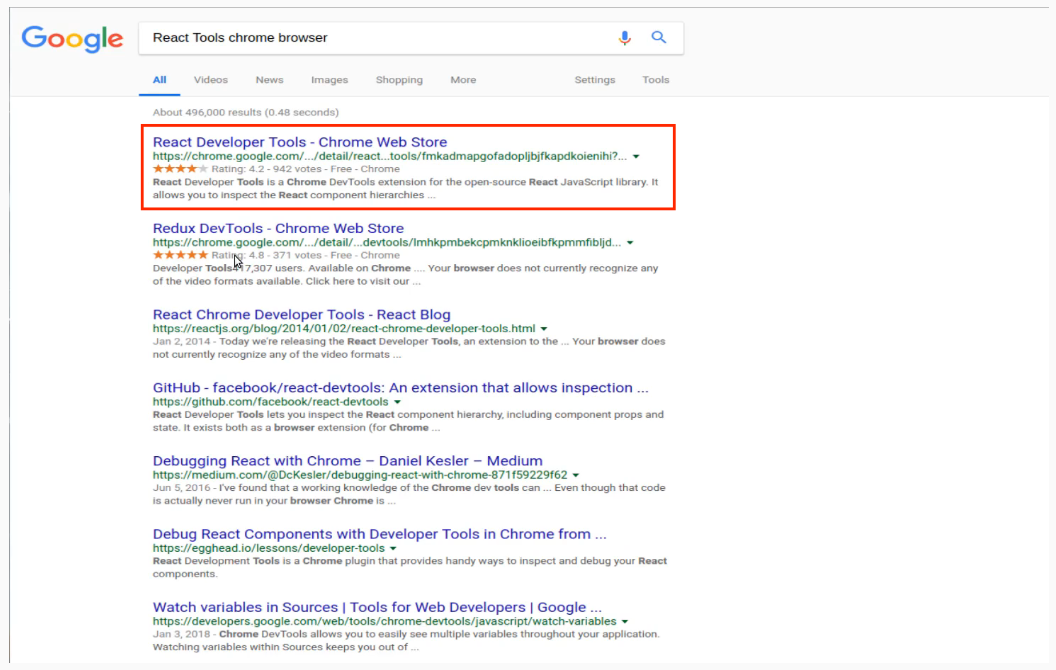 Google
React Tools chrome browser
All Videos News Images Shopping More Settings Tools
About 496,000 results (0.48 seconds)
React Developer Tools - Chrome Web Store
https://chrome.google.com/.../detail/react...tools/fmkadmapgofadopljbjfkapdkoienihi?...
Rating: 4.2 - 942 votes - Free - Chrome
React Developer Tools is a Chrome DevTools extension for the open-source React JavaScript library. It
allows you to inspect the React component hierarchies ...
Redux DevTools - Chrome Web Store
https://chrome.google.com/.../detail/...devtools/lmhkpmbekcpmknklioeibfkpmmfibljd...
Rating: 4.8 - 371 votes - Free - Chrome
Developer Tools417,307 users. Available on Chrome .... Your browser does not currently recognize any
of the video formats available. Click here to visit our ...
React Chrome Developer Tools - React Blog
https://reactjs.org/blog/2014/01/02/react-chrome-developer-tools.html
Jan 2, 2014 - Today we're releasing the React Developer Tools, an extension to the ... Your browser does
not currently recognize any of the video formats ...
GitHub - facebook/react-devtools: An extension that allows inspection ...
https://github.com/facebook/react-devtools
React Developer Tools lets you inspect the React component hierarchy, including component props and
state. It exists both as a browser extension (for Chrome ...
Debugging React with Chrome – Daniel Kesler – Medium
https://medium.com/@DcKesler/debugging-react-with-chrome-871f59229f62
Jun 5, 2016 - I've found that a working knowledge of the Chrome dev tools can ... Even though that code
is actually never run in your browser Chrome is ...
Debug React Components with Developer Tools in Chrome from ...
https://egghead.io/lessons/developer-tools
React Development Tools is a Chrome plugin that provides handy ways to inspect and debug your React
components.
Watch variables in Sources | Tools for Web Developers | Google ...
https://developers.google.com/web/tools/chrome-devtools/javascript/watch-variables
Jan 3, 2018 - Chrome DevTools allows you to easily see multiple variables throughout your application.
Watching variables within Sources keeps you out of ...